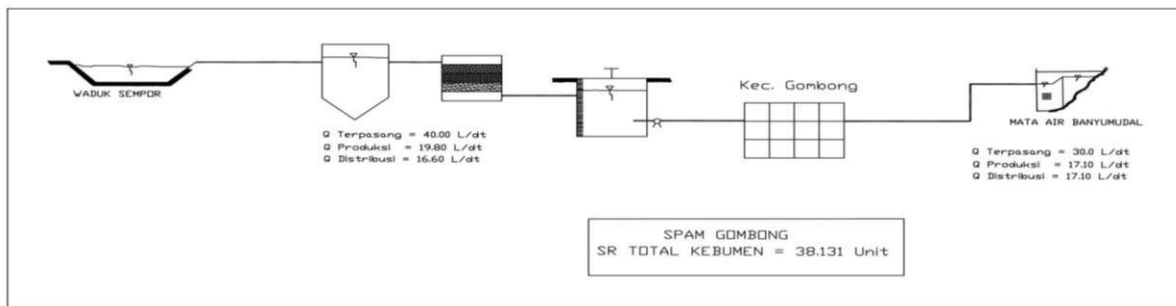 WADUK SEMPOR
Q Terpasang = 40.00 L/dt
Q Produksi = 19.80 L/dt
Q Distribusi = 16.60 L/dt
Kec. Gombong
MATA AIR BANYUMUDAL
Q Terpasang = 30.0 L/dt
Q Produksi = 17.10 L/dt
Q Distribusi = 17.10 L/dt
SPAM GOMBONG
SR TOTAL KEBUMEN = 38.131 Unit